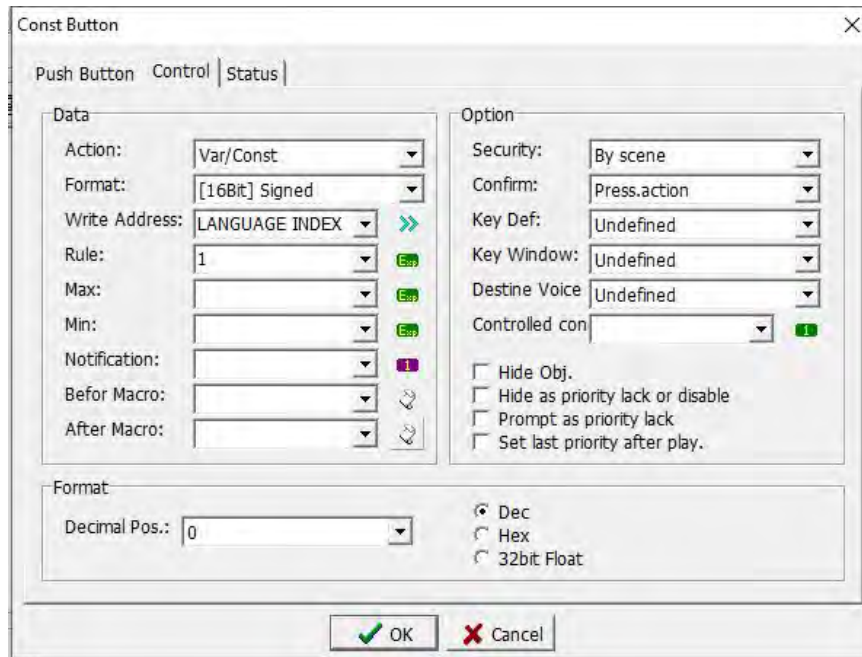 Const Button
Push Button Control Status
Data
Action: Var/Const
Format: [16Bit] Signed
Write Address: LANGUAGE INDEX
Rule: 1 Exp
Max: Exp
Min: Exp
Notification: 1
Befor Macro:
After Macro:
Option
Security: By scene
Confirm: Press.action
Key Def: Undefined
Key Window: Undefined
Destine Voice Undefined
Controlled con 1
Hide Obj.
Hide as priority lack or disable
Prompt as priority lack
Set last priority after play.
Format
Decimal Pos.: 0
Dec
Hex
32bit Float
OK Cancel